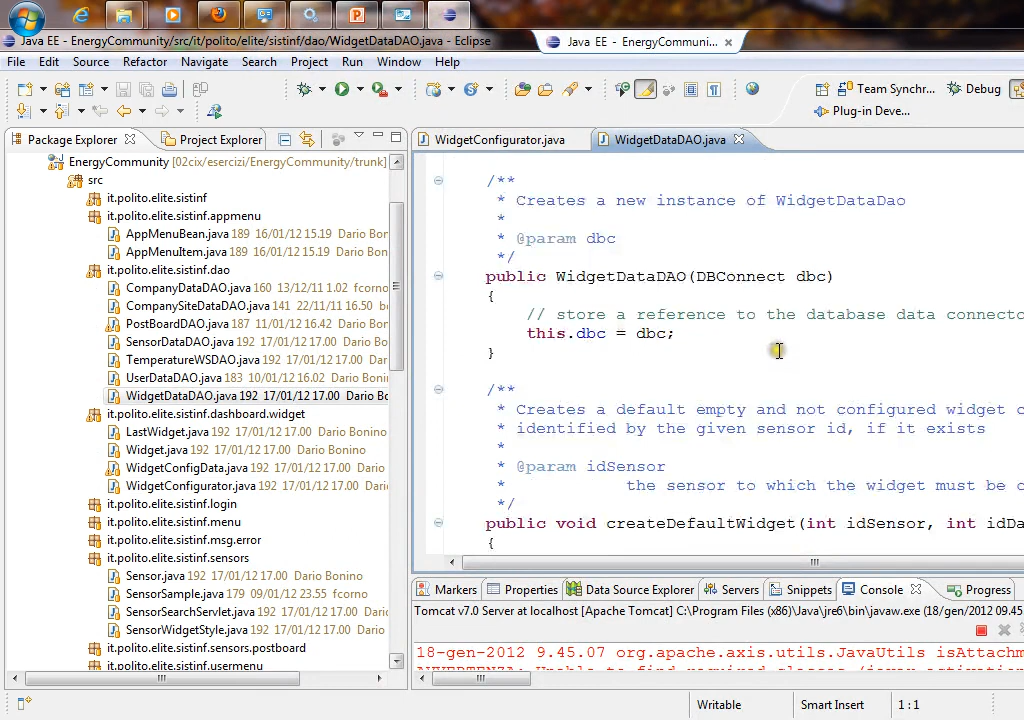 Java EE - EnergyCommunity/src/it/polito/elite/sistinf/dao/WidgetDataDAO.java - Eclipse
Java EE - EnergyCommuni...
File Edit Source Refactor Navigate Search Project Run Window Help
Team Synchr... Debug
Plug-in Deve...
Package Explorer Project Explorer
WidgetConfigurator.java WidgetDataDAO.java
EnergyCommunity [02cix/esercizi/EnergyCommunity/trunk]
src
it.polito.elite.sistinf
it.polito.elite.sistinf.appmenu
AppMenuBean.java 189 16/01/12 15.19 Dario Bon
AppMenuItem.java 189 16/01/12 15.19 Dario Bon
it.polito.elite.sistinf.dao
CompanyDataDAO.java 160 13/12/11 1.02 fcorno
CompanySiteDataDAO.java 141 22/11/11 16.50
PostBoardDAO.java 187 11/01/12 16.42 Dario Bon
SensorDataDAO.java 192 17/01/12 17.00 Dario Bo
TemperatureWSDAO.java 192 17/01/12 17.00 Dari
UserDataDAO.java 183 10/01/12 16.02 Dario Boni
WidgetDataDAO.java 192 17/01/12 17.00 Dario Bo
it.polito.elite.sistinf.dashboard.widget
LastWidget.java 192 17/01/12 17.00 Dario Bonino
Widget.java 192 17/01/12 17.00 Dario Bonino
WidgetConfigData.java 192 17/01/12 17.00 Dario
WidgetConfigurator.java 192 17/01/12 17.00 Dari
it.polito.elite.sistinf.login
it.polito.elite.sistinf.menu
it.polito.elite.sistinf.msg.error
it.polito.elite.sistinf.sensors
Sensor.java 192 17/01/12 17.00 Dario Bonino
SensorSample.java 179 09/01/12 23.55 fcorno
SensorSearchServlet.java 192 17/01/12 17.00 Dari
SensorWidgetStyle.java 192 17/01/12 17.00 Dario
it.polito.elite.sistinf.sensors.postboard
it.polito.elite.sistinf.usermenu
/**
* Creates a new instance of WidgetDataDao
*
* @param dbc
*/
public WidgetDataDAO(DBConnect dbc)
{
// store a reference to the database data connecto
this.dbc = dbc;
}
/**
* Creates a default empty and not configured widget c
* identified by the given sensor id, if it exists
*
* @param idSensor
* the sensor to which the widget must be
*/
public void createDefaultWidget(int idSensor, int idDa
{
Markers Properties Data Source Explorer Servers Snippets Console Progress
Tomcat v7.0 Server at localhost [Apache Tomcat] C:\Program Files (x86)\Java\jre6\bin\javaw.exe (18/gen/2012 09.45
18-gen-2012 9.45.07 org.apache.axis.utils.JavaUtils isAttachm
Writable Smart Insert 1 : 1